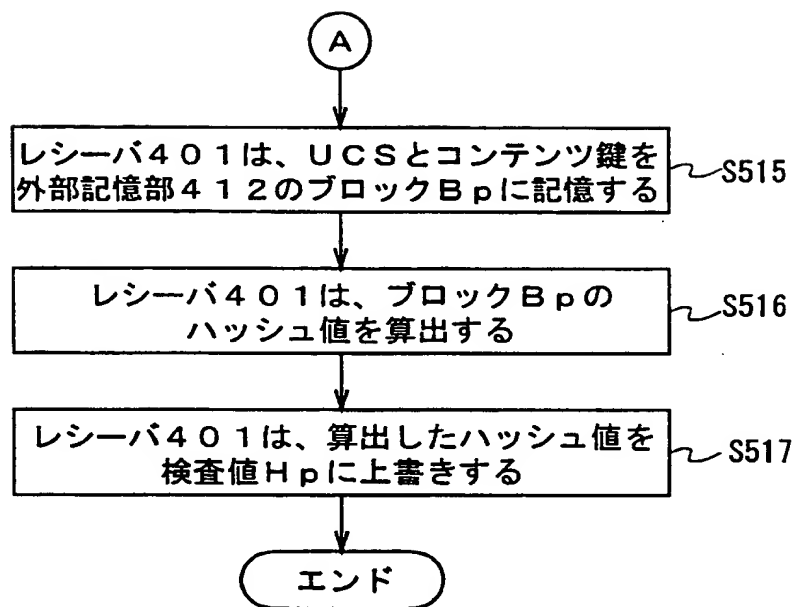 A
レシーバ401は、UCSとコンテンツ鍵を
外部記憶部412のブロックBpに記憶する
S515
レシーバ401は、ブロックBpの
ハッシュ値を算出する
S516
レシーバ401は、算出したハッシュ値を
検査値Hpに上書きする
S517
エンド